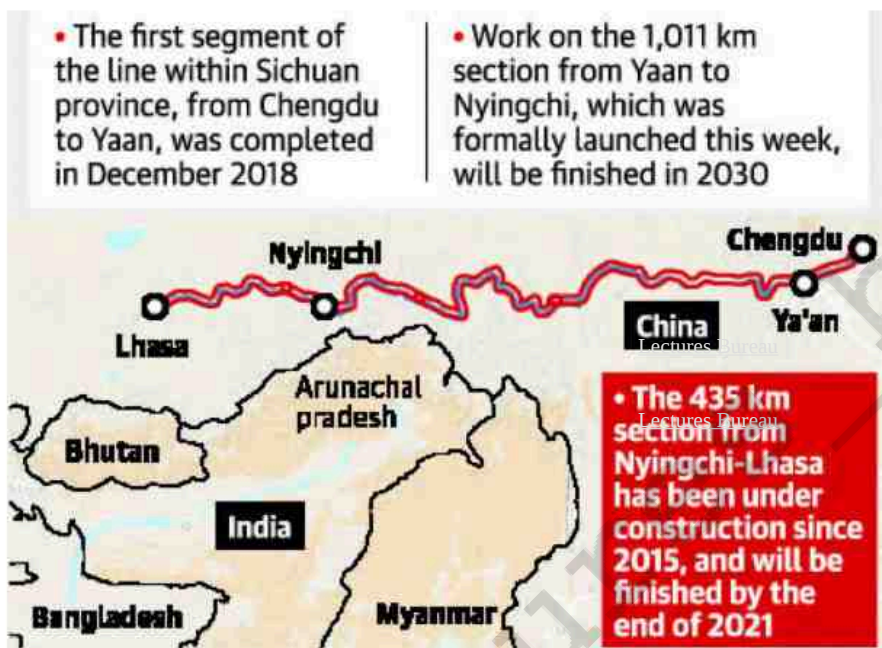 • The first segment of
the line within Sichuan
province, from Chengdu
to Yaan, was completed
in December 2018
• Work on the 1,011 km
section from Yaan to
Nyingchi, which was
formally launched this week,
will be finished in 2030
Nyingchi
Chengdu
Lhasa
China
Ya'an
Lectures Bureau
Arunachal
pradesh
Bhutan
India
Bangladesh
Myanmar
• The 435 km
Lectures Bureau
section from
Nyingchi-Lhasa
has been under
construction since
2015, and will be
finished by the
end of 2021